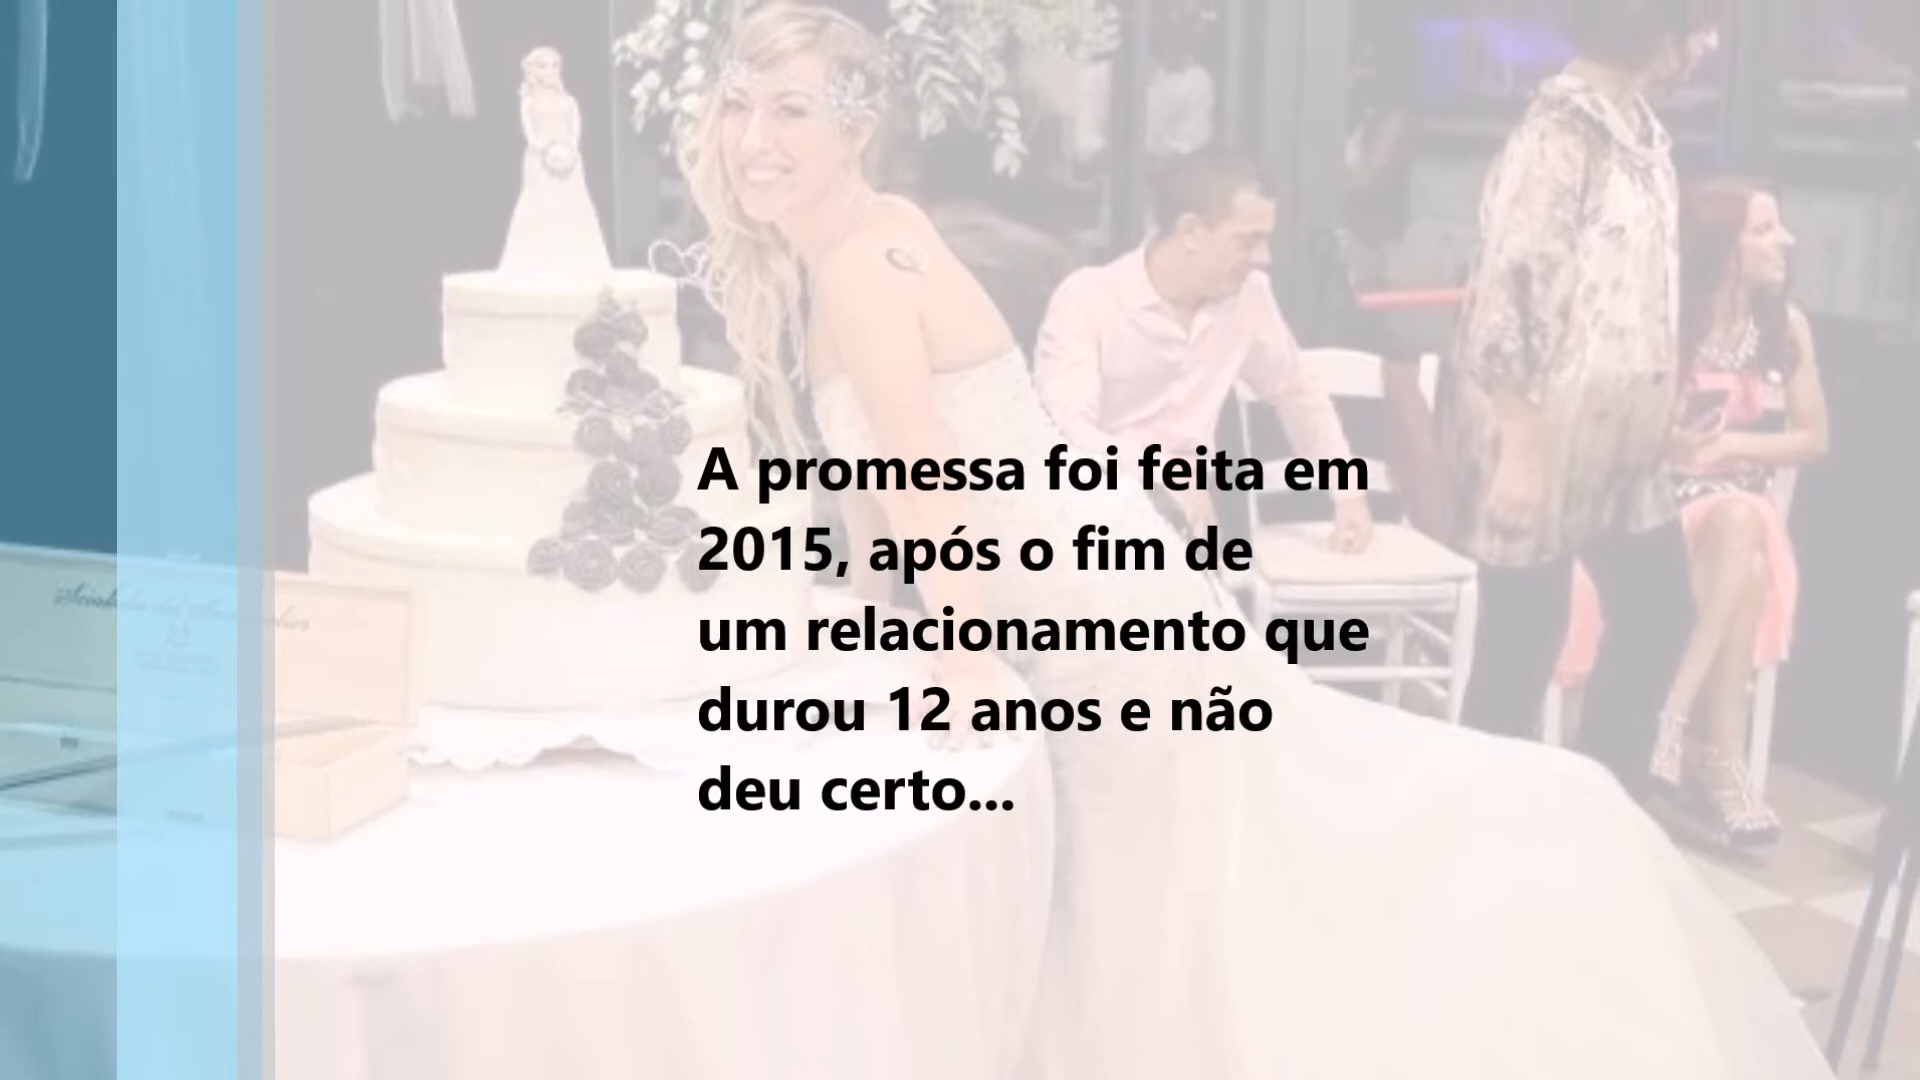 A promessa foi feita em
2015, após o fim de
um relacionamento que
durou 12 anos e não
deu certo...